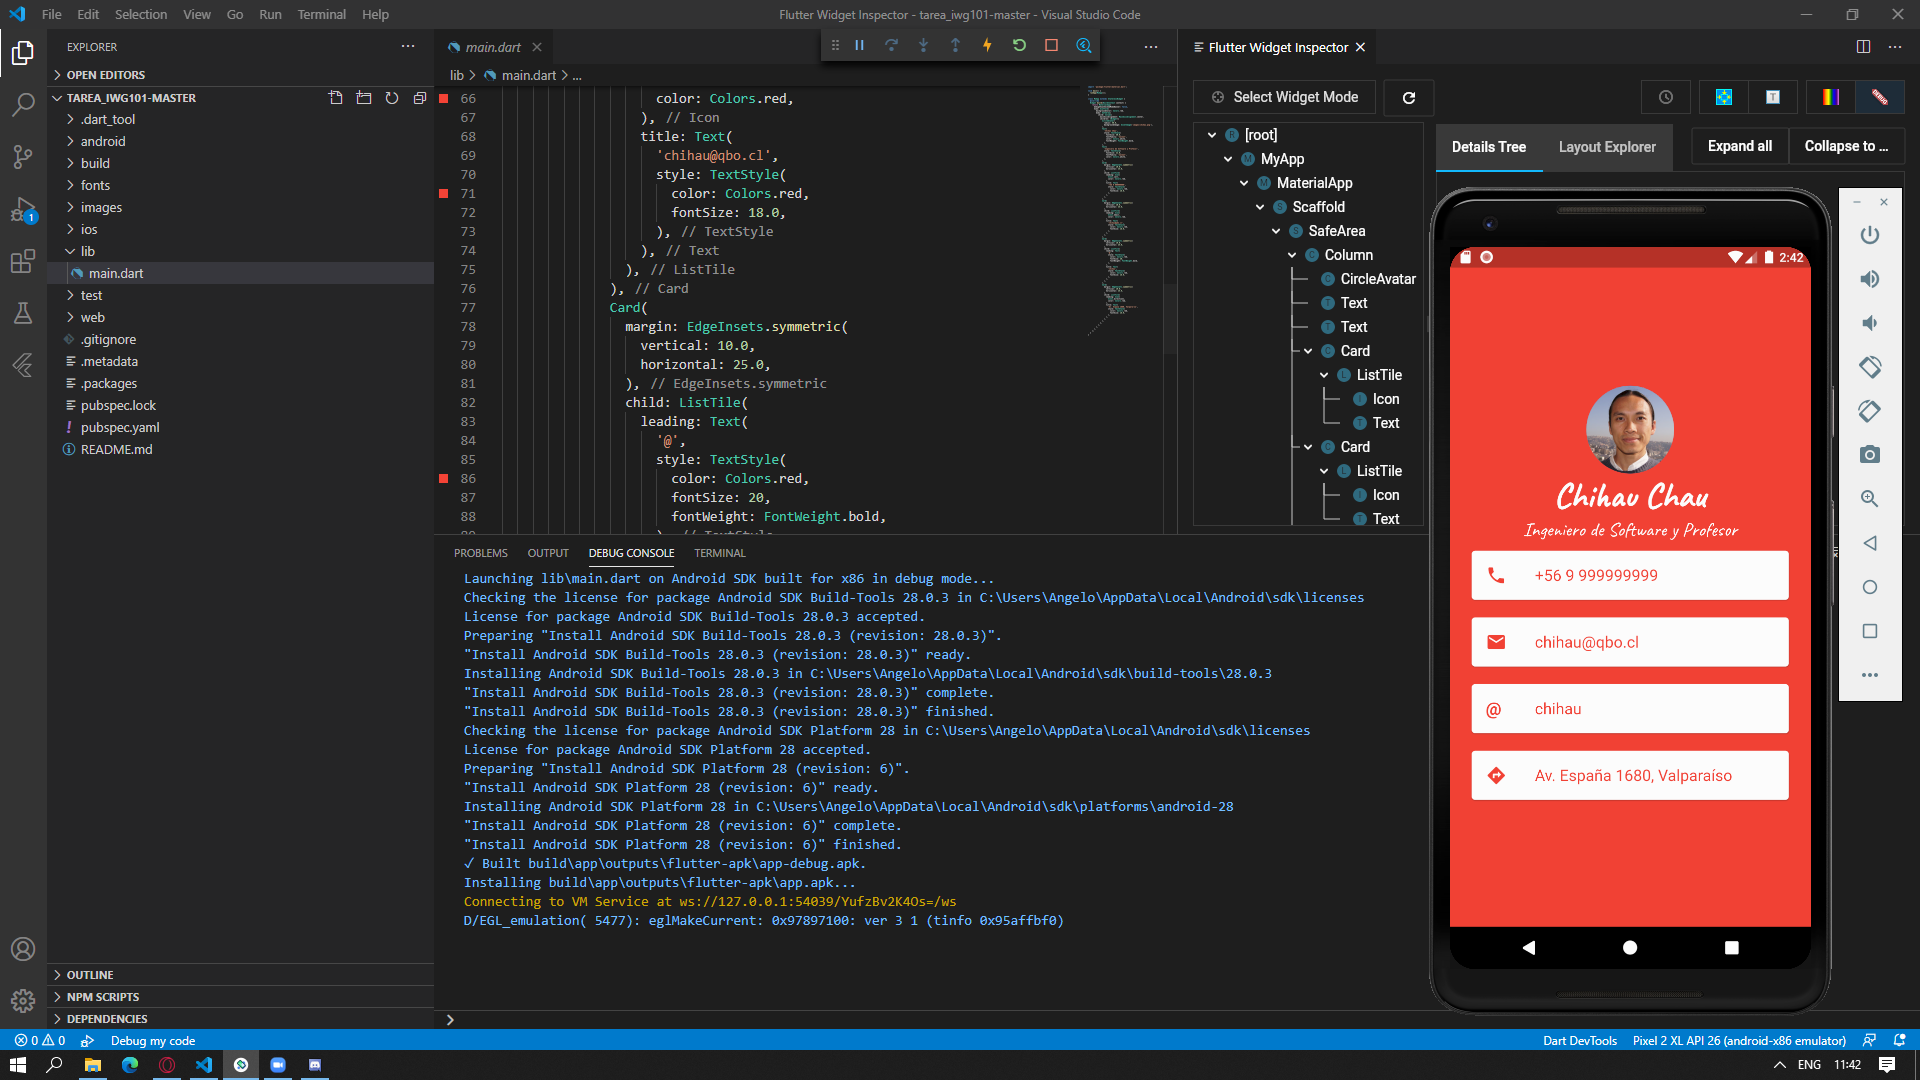 File Edit Selection View Go Run Terminal Help
Flutter Widget Inspector - tarea_iwg101-master - Visual Studio Code
EXPLORER
OPEN EDITORS
TAREA_IWG101-MASTER
.dart_tool
android
build
fonts
images
ios
lib
main.dart
test
web
.gitignore
.metadata
.packages
pubspec.lock
pubspec.yaml
README.md
OUTLINE
NPM SCRIPTS
DEPENDENCIES
1
main.dart
lib > main.dart > ...
66 color: Colors.red,
67 ), // Icon
68 title: Text(
69 'chihau@qbo.cl',
70 style: TextStyle(
71 color: Colors.red,
72 fontSize: 18.0,
73 ), // TextStyle
74 ), // Text
75 ), // ListTile
76 ), // Card
77 Card(
78 margin: EdgeInsets.symmetric(
79 vertical: 10.0,
80 horizontal: 25.0,
81 ), // EdgeInsets.symmetric
82 child: ListTile(
83 leading: Text(
84 '@',
85 style: TextStyle(
86 color: Colors.red,
87 fontSize: 20,
88 fontWeight: FontWeight.bold,
PROBLEMS OUTPUT DEBUG CONSOLE TERMINAL
Launching lib\main.dart on Android SDK built for x86 in debug mode...
Checking the license for package Android SDK Build-Tools 28.0.3 in C:\Users\Angelo\AppData\Local\Android\sdk\licenses
License for package Android SDK Build-Tools 28.0.3 accepted.
Preparing "Install Android SDK Build-Tools 28.0.3 (revision: 28.0.3)".
"Install Android SDK Build-Tools 28.0.3 (revision: 28.0.3)" ready.
Installing Android SDK Build-Tools 28.0.3 in C:\Users\Angelo\AppData\Local\Android\sdk\build-tools\28.0.3
"Install Android SDK Build-Tools 28.0.3 (revision: 28.0.3)" complete.
"Install Android SDK Build-Tools 28.0.3 (revision: 28.0.3)" finished.
Checking the license for package Android SDK Platform 28 in C:\Users\Angelo\AppData\Local\Android\sdk\licenses
License for package Android SDK Platform 28 accepted.
Preparing "Install Android SDK Platform 28 (revision: 6)".
"Install Android SDK Platform 28 (revision: 6)" ready.
Installing Android SDK Platform 28 in C:\Users\Angelo\AppData\Local\Android\sdk\platforms\android-28
"Install Android SDK Platform 28 (revision: 6)" complete.
"Install Android SDK Platform 28 (revision: 6)" finished.
✓ Built build\app\outputs\flutter-apk\app-debug.apk.
Installing build\app\outputs\flutter-apk\app.apk...
Connecting to VM Service at ws://127.0.0.1:54039/YufzBv2K4Os=/ws
D/EGL_emulation( 5477): eglMakeCurrent: 0x97897100: ver 3 1 (tinfo 0x95affbf0)
Flutter Widget Inspector
Select Widget Mode
[root]
MyApp
MaterialApp
Scaffold
SafeArea
Column
CircleAvatar
Text
Text
Card
ListTile
Icon
Text
Card
ListTile
Icon
Text
Details Tree Layout Explorer Expand all Collapse to ...
2:42
Chihau Chau
Ingeniero de Software y Profesor
+56 9 999999999
chihau@qbo.cl
@ chihau
Av. España 1680, Valparaíso
0 0 Debug my code
Dart DevTools Pixel 2 XL API 26 (android-x86 emulator)
ENG 11:42